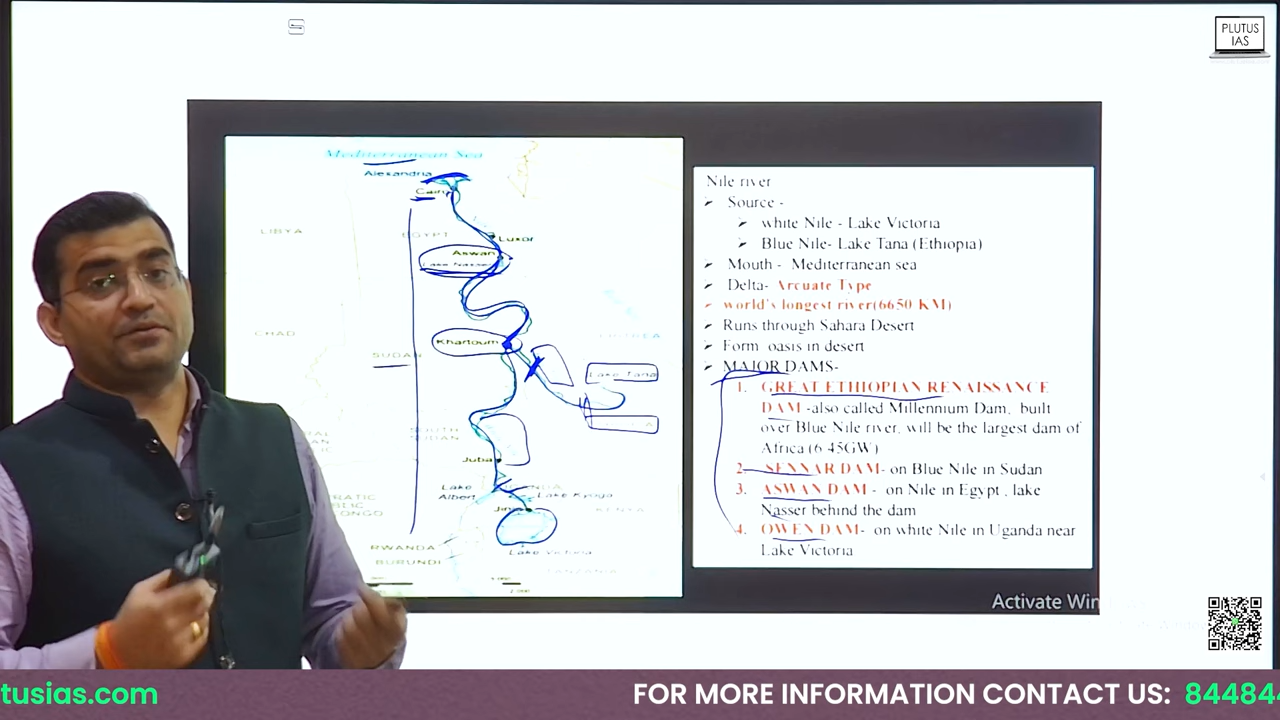 PLUTUS
IAS
Mediterranean Sea
Alexandria
Cairo
LIBYA
EGYPT
Luxor
Aswan
Lake Nasser
CHAD
ERITREA
Khartoum
SUDAN
Lake Tana
SOUTH
SUDAN
Juba
Lake
Albert
Lake Kyoga
KENYA
RWANDA
BURUNDI
Lake Victoria
TANZANIA
Nile river
➢ Source -
➢ white Nile - Lake Victoria
➢ Blue Nile- Lake Tana (Ethiopia)
➢ Mouth - Mediterranean sea
➢ Delta- Arcuate Type
➢ world's longest river(6650 KM)
➢ Runs through Sahara Desert
➢ Form oasis in desert
➢ MAJOR DAMS-
1. GREAT ETHIOPIAN RENAISSANCE
DAM -also called Millennium Dam, built
over Blue Nile river, will be the largest dam of
Africa (6 45GW)
2. SENNAR DAM- on Blue Nile in Sudan
3. ASWAN DAM - on Nile in Egypt , lake
Nasser behind the dam
4. OWEN DAM- on white Nile in Uganda near
Lake Victoria
Activate Win
tusias.com FOR MORE INFORMATION CONTACT US: 84484